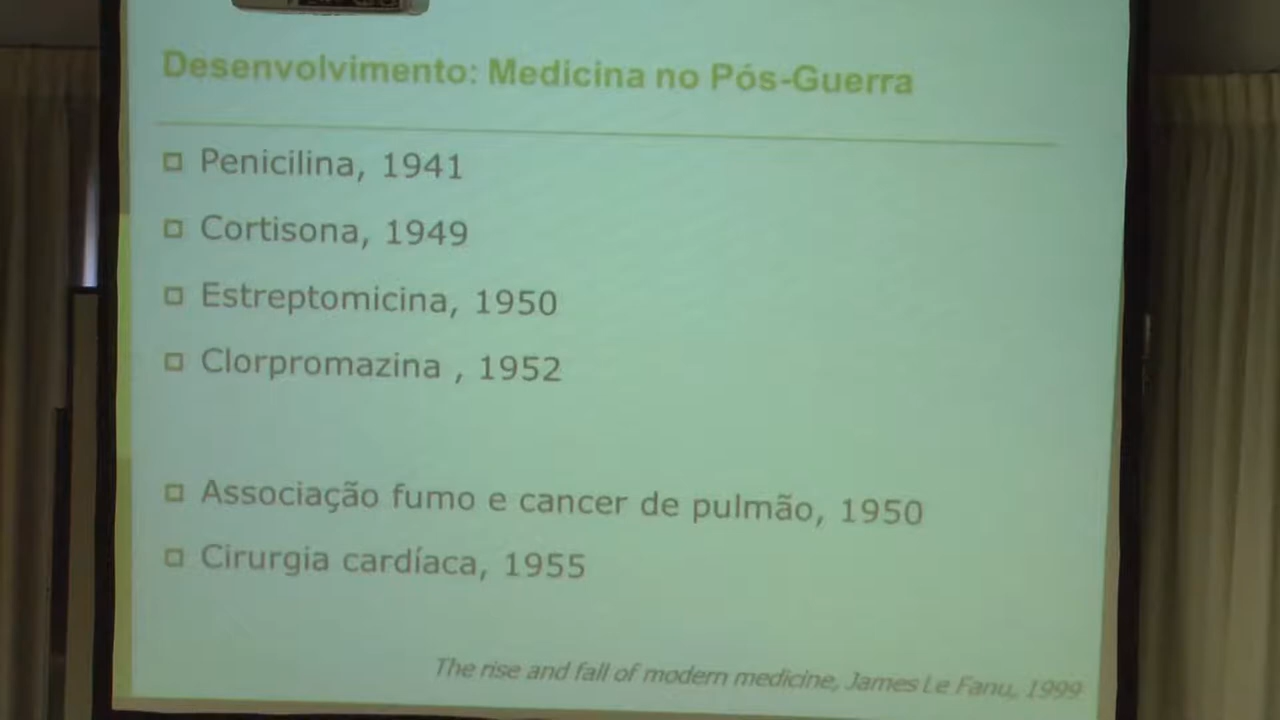 Desenvolvimento: Medicina no Pós-Guerra
Penicilina, 1941
Cortisona, 1949
Estreptomicina, 1950
Clorpromazina , 1952
Associação fumo e cancer de pulmão, 1950
Cirurgia cardíaca, 1955
The rise and fall of modern medicine, James Le Fanu, 1999